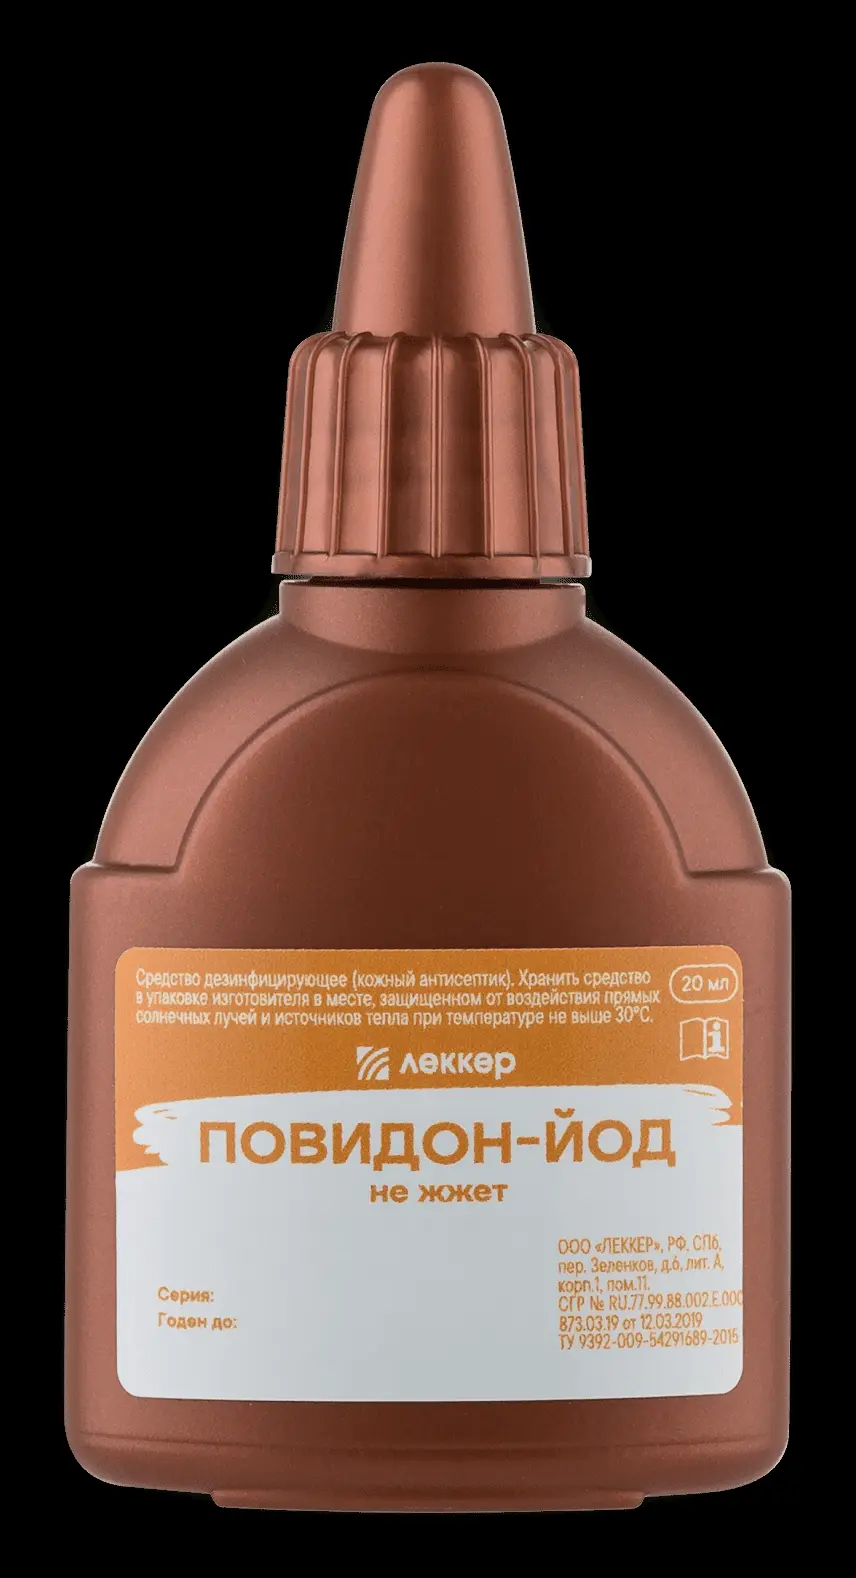 Средство дезинфицирующее (кожный антисептик). Хранить средство
в упаковке изготовителя в месте, защищенном от воздействия прямых
солнечных лучей и источников тепла при температуре не выше 30°С.
20 мл
леккер
ПОВИДОН-ЙОД
не жжет
ООО «ЛЕККЕР», РФ, СПб,
пер. Зеленков, д.6, лит. А,
корп.1, пом.11.
СГР № RU.77.99.88.002.Е.000
873.03.19 от 12.03.2019
ТУ 9392-009-54291689-2015
Серия:
Годен до: